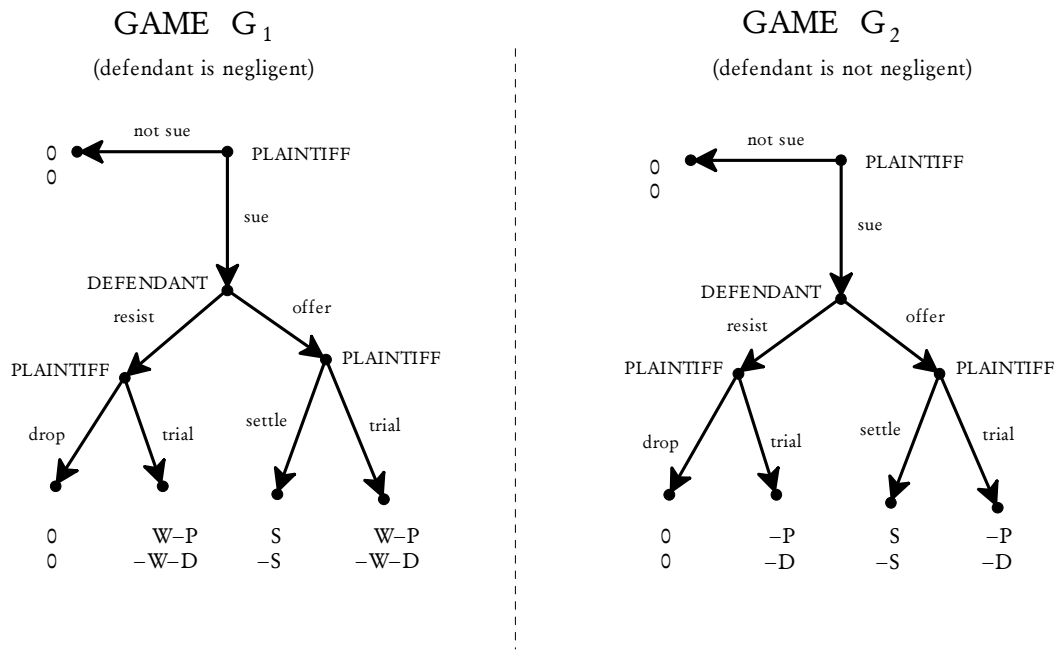 GAME G1
(defendant is negligent)
not sue
0
0
PLAINTIFF
sue
DEFENDANT
resist
offer
PLAINTIFF
PLAINTIFF
drop
trial
settle
trial
0 W–P S W–P
0 –W–D –S –W–D
GAME G2
(defendant is not negligent)
not sue
0
0
PLAINTIFF
sue
DEFENDANT
resist
offer
PLAINTIFF
PLAINTIFF
drop
trial
settle
trial
0 –P S –P
0 –D –S –D